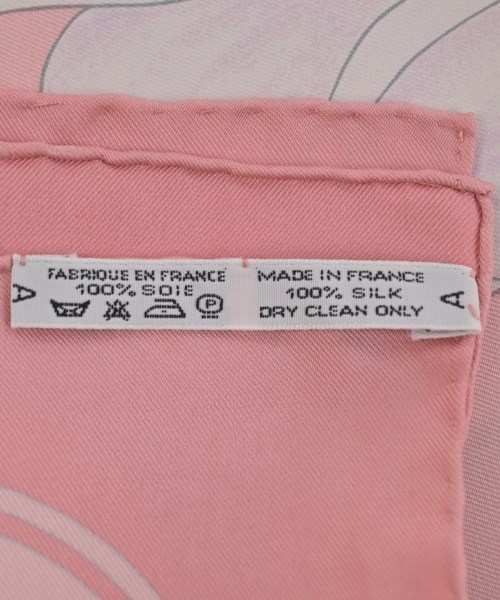 A
FABRIQUE EN FRANCE
100% SOIE
P
MADE IN FRANCE
100% SILK
DRY CLEAN ONLY
A